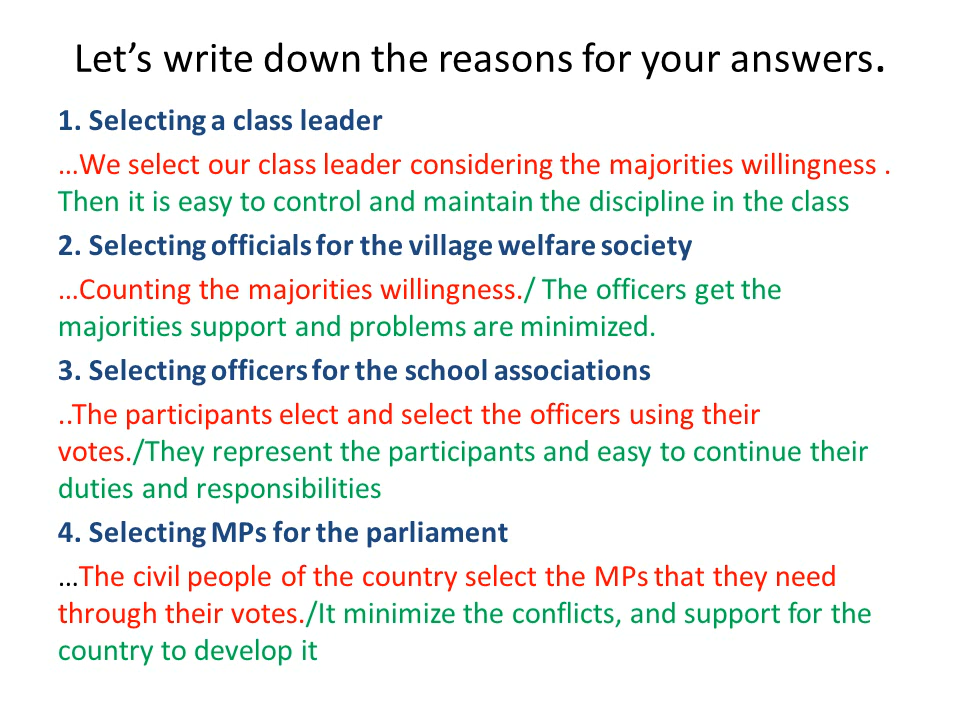 Let’s write down the reasons for your answers.
1. Selecting a class leader
…We select our class leader considering the majorities willingness .
Then it is easy to control and maintain the discipline in the class
2. Selecting officials for the village welfare society
…Counting the majorities willingness./ The officers get the
majorities support and problems are minimized.
3. Selecting officers for the school associations
..The participants elect and select the officers using their
votes./They represent the participants and easy to continue their
duties and responsibilities
4. Selecting MPs for the parliament
…The civil people of the country select the MPs that they need
through their votes./It minimize the conflicts, and support for the
country to develop it